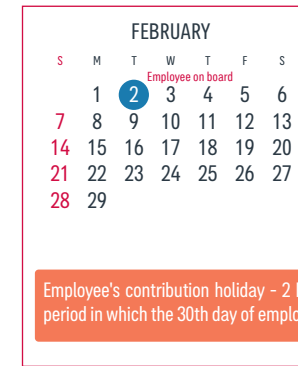 FEBRUARY
S M T W T F S
Employee on board
1 2 3 4 5 6
7 8 9 10 11 12 13
14 15 16 17 18 19 20
21 22 23 24 25 26 27
28 29
Employee's contribution holiday - 2
period in which the 30th day of